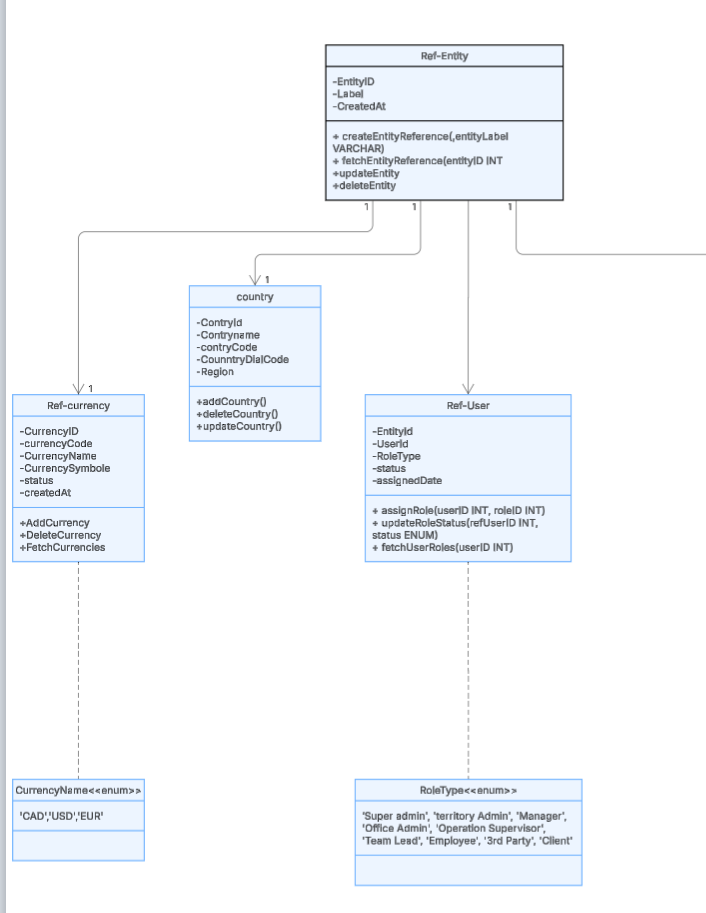 Ref-Entity
-EntityID
-Label
-CreatedAt
+ createEntityReference(,entityLabel
VARCHAR)
+ fetchEntityReference(entityID INT
+updateEntity
+deleteEntity
1
1
1
1
country
-ContryId
-Contryname
-contryCode
-CounntryDialCode
-Region
+addCountry()
+deleteCountry()
+updateCountry()
1
Ref-currency
-CurrencyID
-currencyCode
-CurrencyName
-CurrencySymbole
-status
-createdAt
+AddCurrency
+DeleteCurrency
+FetchCurrencies
Ref-User
-EntityId
-UserId
-RoleType
-status
-assignedDate
+ assignRole(userID INT, roleID INT)
+ updateRoleStatus(refUserID INT,
status ENUM)
+ fetchUserRoles(userID INT)
CurrencyName<<enum>>
'CAD','USD','EUR'
RoleType<<enum>>
'Super admin', 'territory Admin', 'Manager',
'Office Admin', 'Operation Supervisor',
'Team Lead', 'Employee', '3rd Party', 'Client'